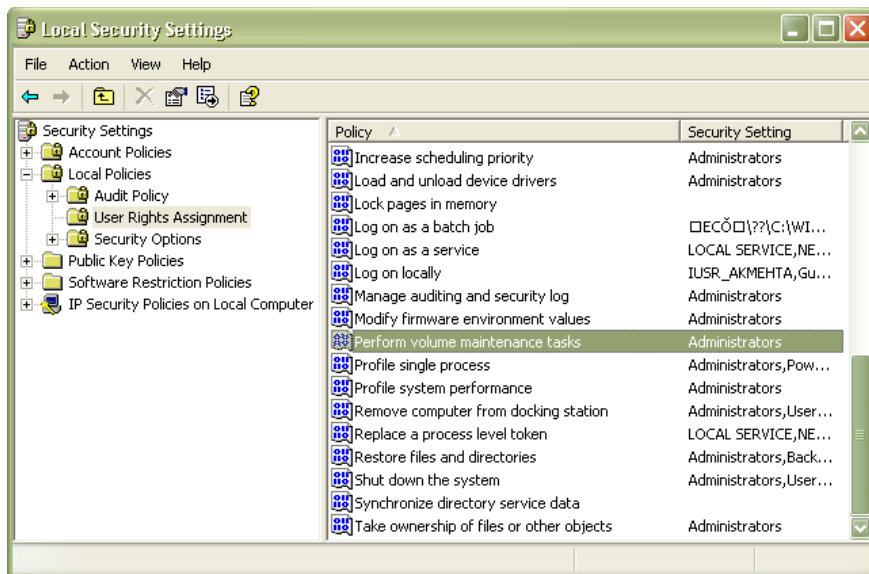 Local Security Settings
File Action View Help
Security Settings
Account Policies
Local Policies
Audit Policy
User Rights Assignment
Security Options
Public Key Policies
Software Restriction Policies
IP Security Policies on Local Computer
Policy Security Setting
Increase scheduling priority Administrators
Load and unload device drivers Administrators
Lock pages in memory
Log on as a batch job □ECǑ□\??\C:\WI...
Log on as a service LOCAL SERVICE,NE...
Log on locally IUSR_AKMEHTA,Gu...
Manage auditing and security log Administrators
Modify firmware environment values Administrators
Perform volume maintenance tasks Administrators
Profile single process Administrators,Pow...
Profile system performance Administrators
Remove computer from docking station Administrators,User...
Replace a process level token LOCAL SERVICE,NE...
Restore files and directories Administrators,Back...
Shut down the system Administrators,User...
Synchronize directory service data
Take ownership of files or other objects Administrators